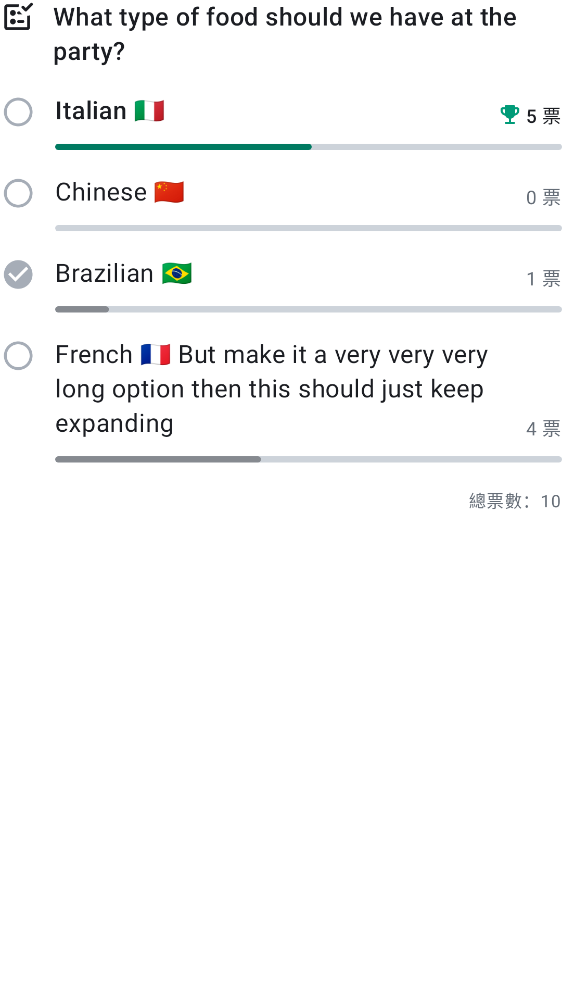 What type of food should we have at the
party?
Italian 🇮🇹
5 票
Chinese 🇨🇳
0 票
Brazilian 🇧🇷
1 票
French 🇫🇷 But make it a very very very
long option then this should just keep
expanding
4 票
總票數：10